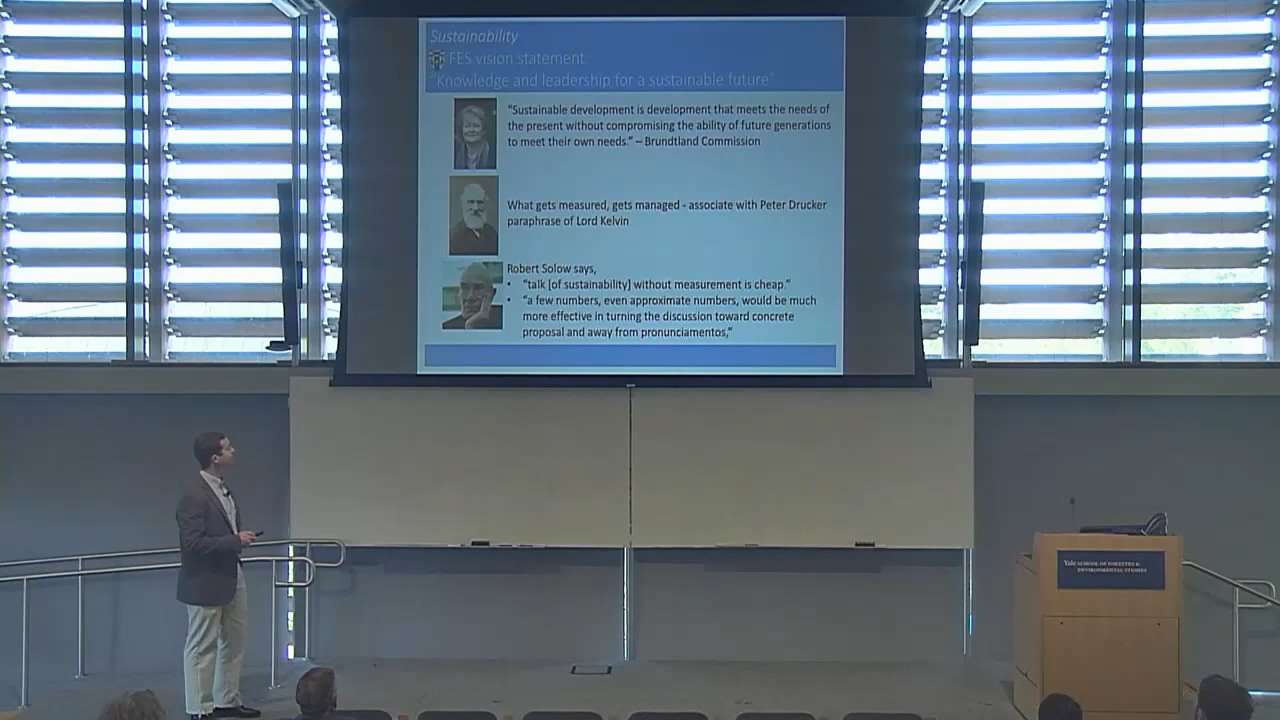 Sustainability
FES vision statement:
"Knowledge and leadership for a sustainable future"
"Sustainable development is development that meets the needs of
the present without compromising the ability of future generations
to meet their own needs." – Brundtland Commission
What gets measured, gets managed - associate with Peter Drucker
paraphrase of Lord Kelvin
Robert Solow says,
• "talk [of sustainability] without measurement is cheap."
• "a few numbers, even approximate numbers, would be much
more effective in turning the discussion toward concrete
proposal and away from pronunciamentos,"
Yale SCHOOL OF FORESTRY &
ENVIRONMENTAL STUDIES